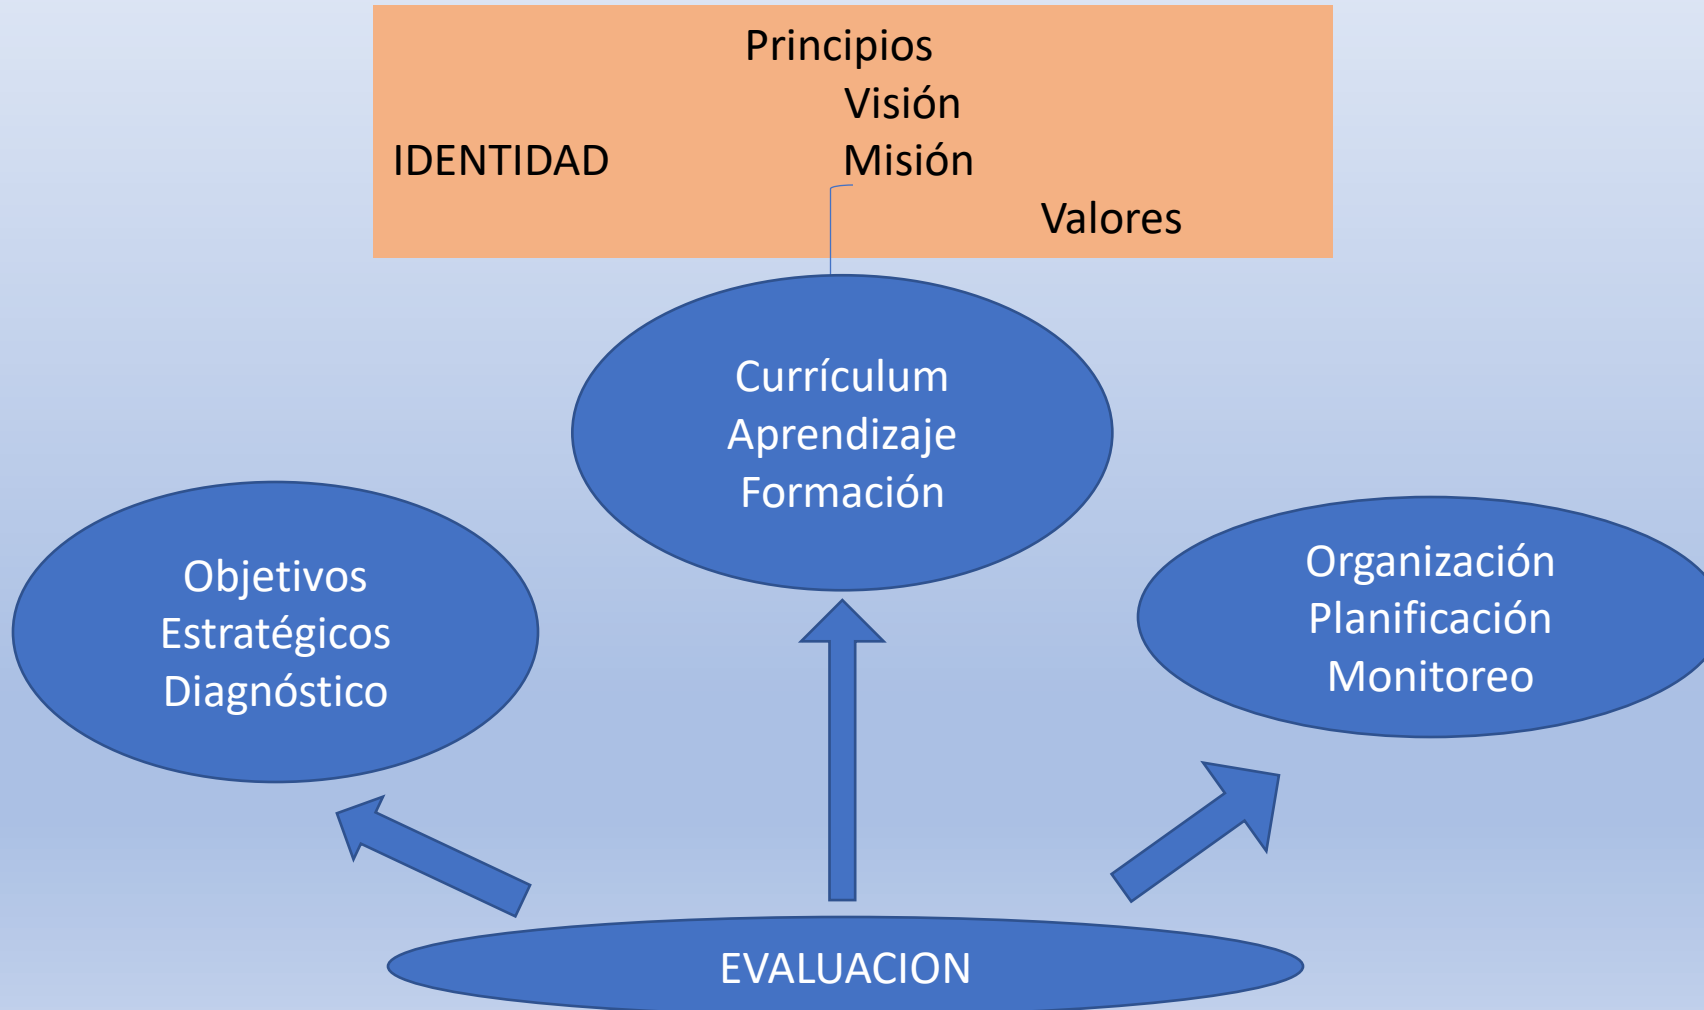 Principios
Visión
IDENTIDAD Misión
Valores
Currículum
Aprendizaje
Formación
Objetivos
Estratégicos
Diagnóstico
Organización
Planificación
Monitoreo
EVALUACION